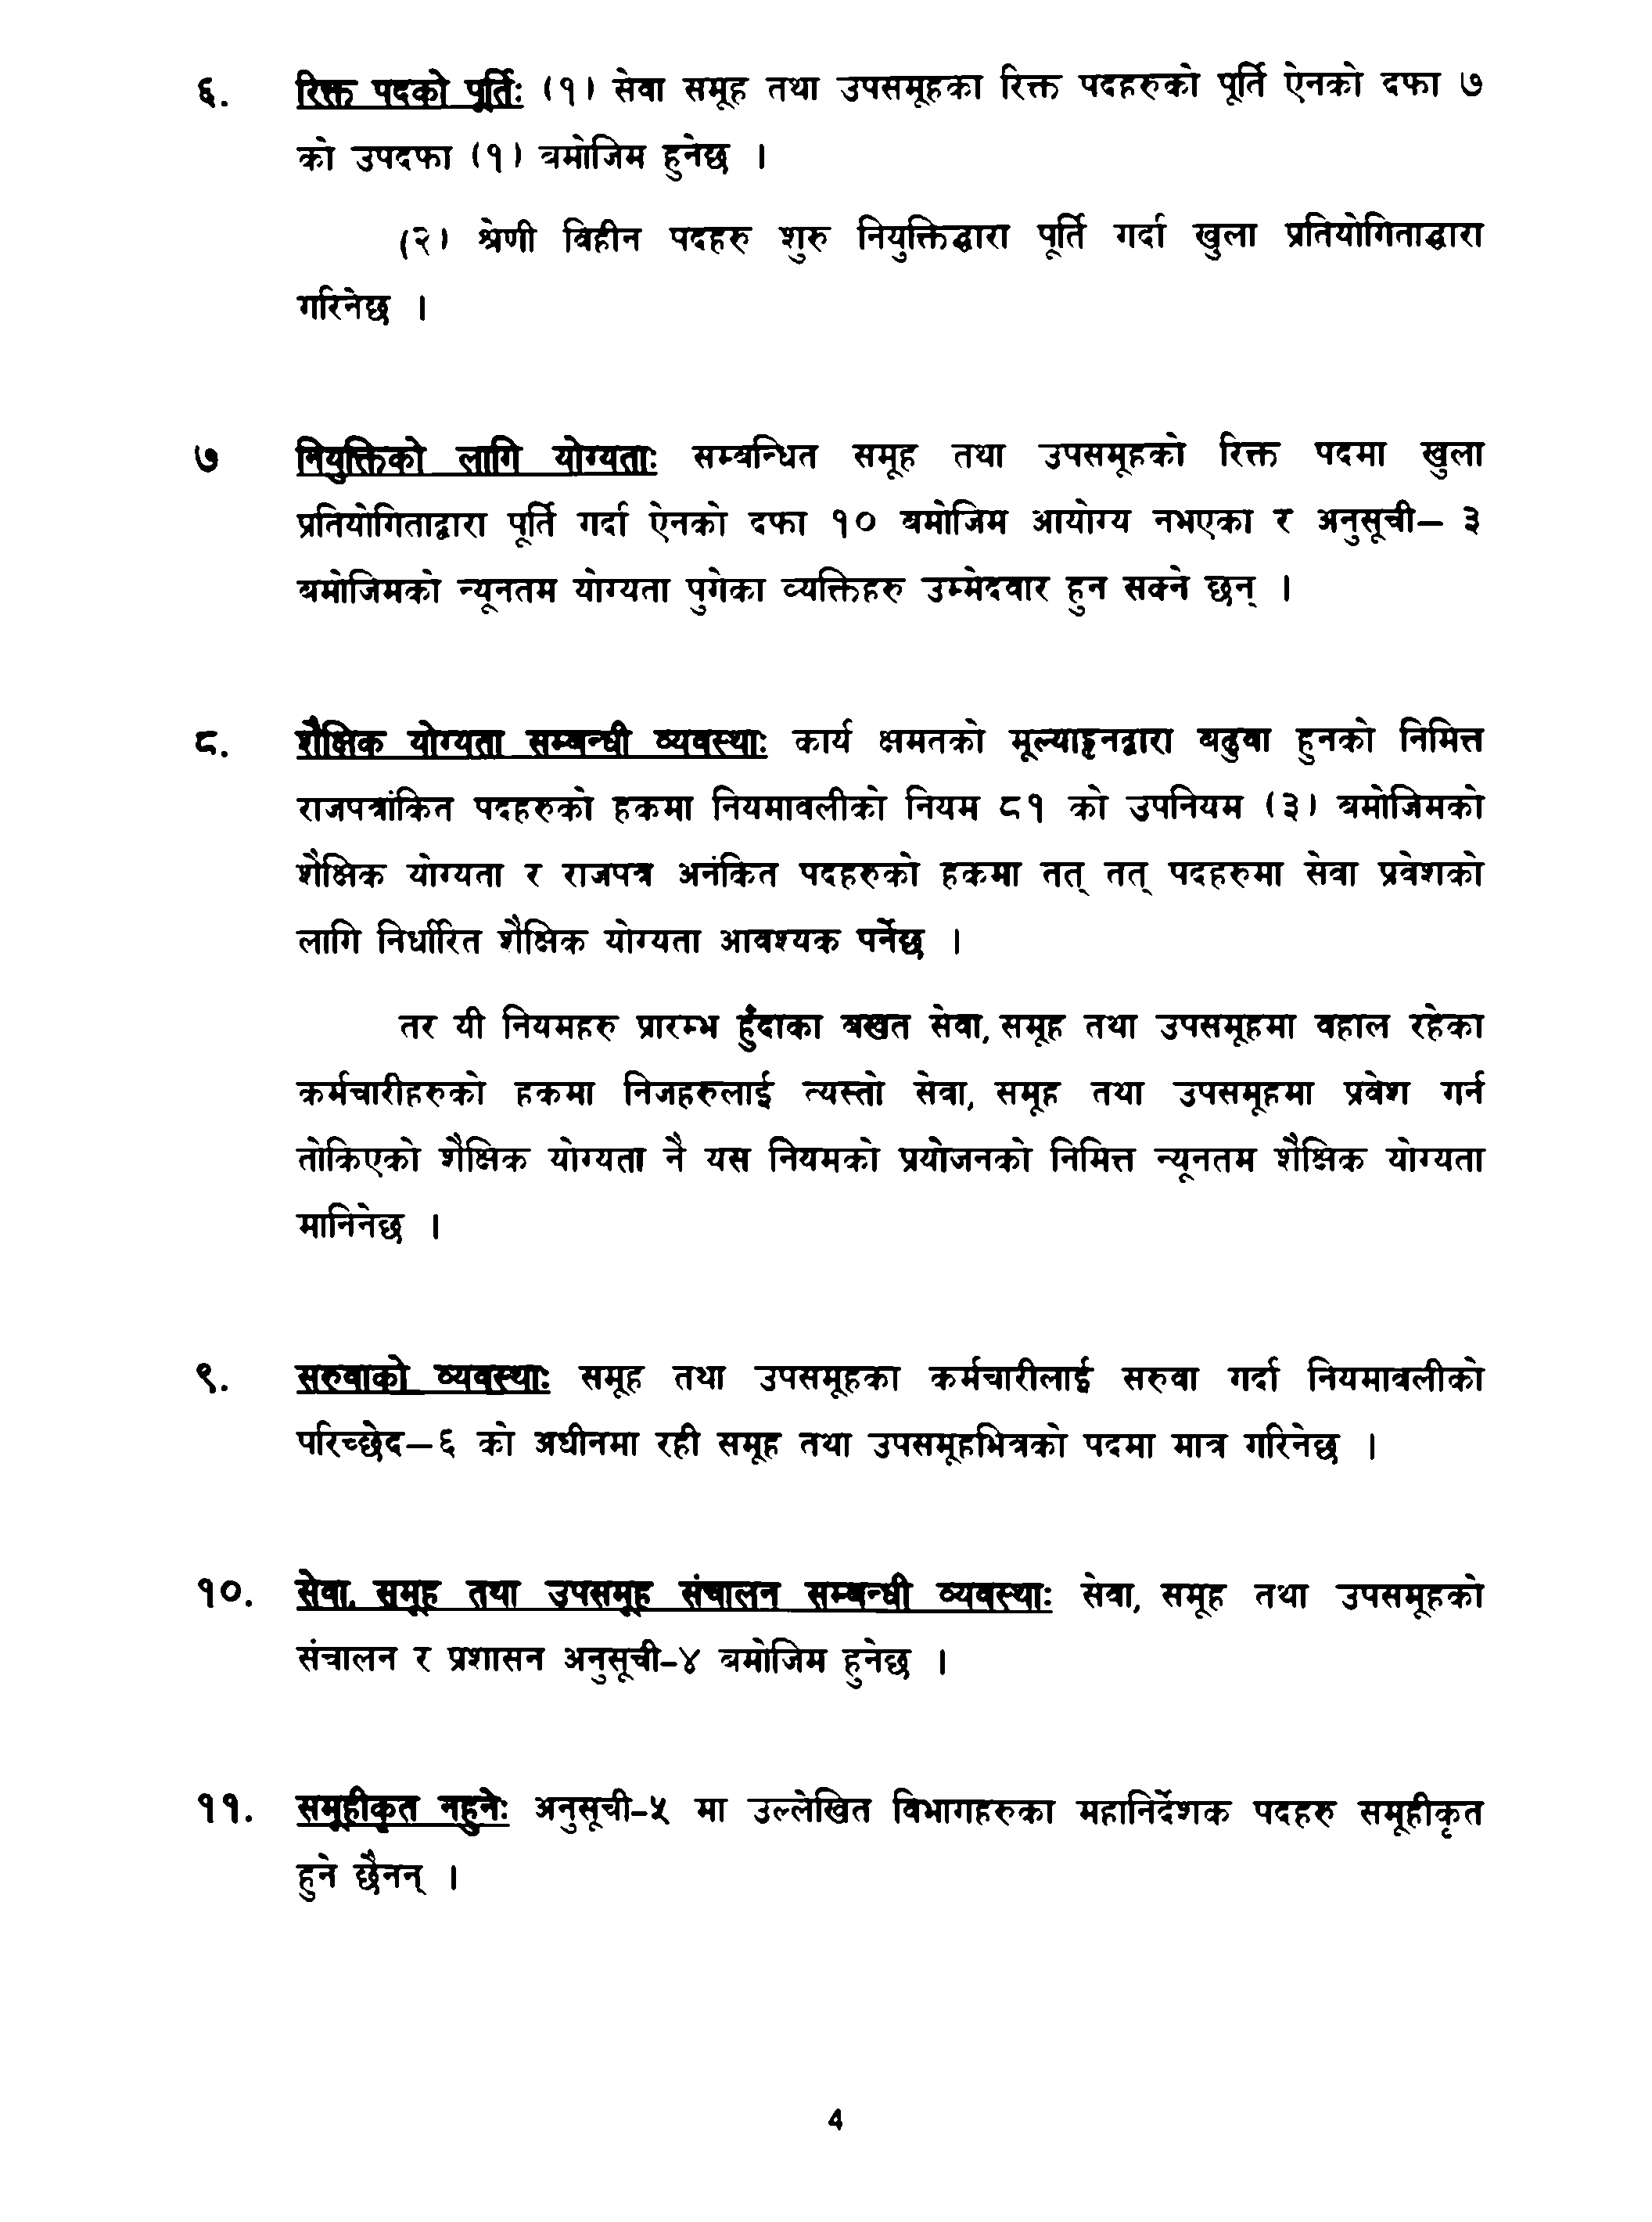 ६. रिक्त पदको पूर्तिः (१) सेवा समूह तथा उपसमूहका रिक्त पदहरुको पूर्ति ऐनको दफा ७
को उपदफा (१) बमोजिम हुनेछ ।
(२) श्रेणी विहीन पदहरु शुरु नियुक्तिद्धारा पूर्ति गर्दा खुला प्रतियोगिताद्धारा
गरिनेछ ।
७ नियुक्तिको लागि योग्यताः सम्बन्धित समूह तथा उपसमूहको रिक्त पदमा खुला
प्रतियोगिताद्वारा पूर्ति गर्दा ऐनको दफा १० बमोजिम आयोग्य नभएका र अनुसूची– ३
बमोजिमको न्यूनतम योग्यता पुगेका व्यक्तिहरु उम्मेदवार हुन सक्ने छन् ।
८. शैक्षिक योग्यता सम्बन्धी व्यवस्थाः कार्य क्षमतको मूल्याङ्कनद्वारा बढुवा हुनको निमित्त
राजपत्रांकित पदहरुको हकमा नियमावलीको नियम ८१ को उपनियम (३) बमोजिमको
शैक्षिक योग्यता र राजपत्र अनंकित पदहरुको हकमा तत् तत् पदहरुमा सेवा प्रवेशको
लागि निर्धारित शैक्षिक योग्यता आवश्यक पर्नेछ ।
तर यी नियमहरु प्रारम्भ हुंदाका बखत सेवा, समूह तथा उपसमूहमा वहाल रहेका
कर्मचारीहरुको हकमा निजहरुलाई त्यस्तो सेवा, समूह तथा उपसमूहमा प्रवेश गर्न
तोकिएको शैक्षिक योग्यता नै यस नियमको प्रयोजनको निमित्त न्यूनतम शैक्षिक योग्यता
मानिनेछ ।
९. सरुवाको व्यवस्थाः समूह तथा उपसमूहका कर्मचारीलाई सरुवा गर्दा नियमावलीको
परिच्छेद–६ को अधीनमा रही समूह तथा उपसमूहभित्रको पदमा मात्र गरिनेछ ।
१०. सेवा, समूह तथा उपसमूह संचालन सम्बन्धी व्यवस्थाः सेवा, समूह तथा उपसमूहको
संचालन र प्रशासन अनुसूची-४ बमोजिम हुनेछ ।
११. समूहीकृत नहुनेः अनुसूची-५ मा उल्लेखित विभागहरुका महानिर्देशक पदहरु समूहीकृत
हुने छैनन् ।
4